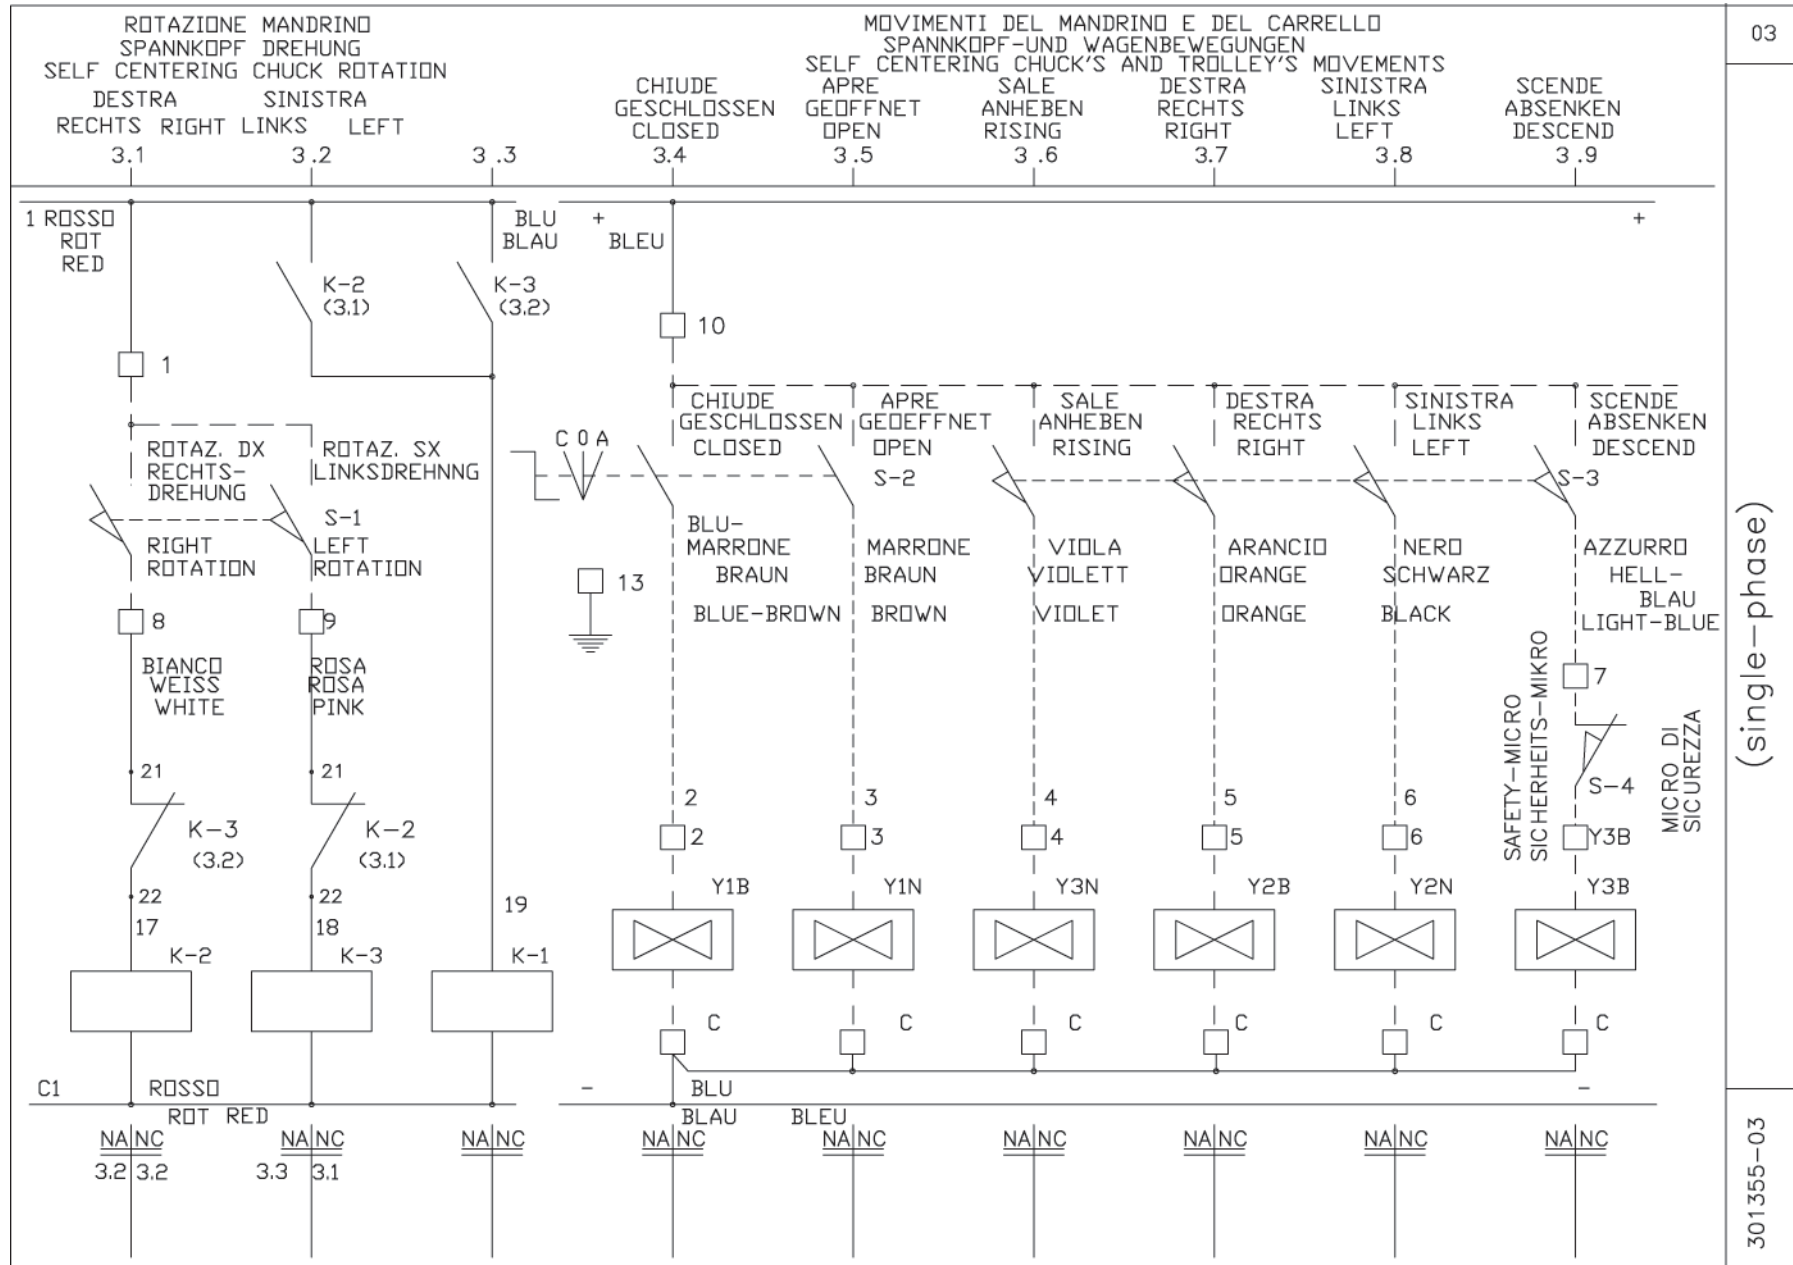 ROTAZIONE MANDRINO
SPANNKOPF DREHUNG
SELF CENTERING CHUCK ROTATION
DESTRA SINISTRA
RECHTS RIGHT LINKS LEFT
MOVIMENTI DEL MANDRINO E DEL CARRELLO
SPANNKOPF-UND WAGENBEWEGUNGEN
SELF CENTERING CHUCK'S AND TROLLEY'S MOVEMENTS
CHIUDE APRE SALE DESTRA SINISTRA SCENDE
GESCHLOSSEN GEOFFNET ANHEBEN RECHTS LINKS ABSENKEN
CLOSED OPEN RISING RIGHT LEFT DESCEND
3.1 3.2 3.3 3.4 3.5 3.6 3.7 3.8 3.9
03
1 ROSSO
ROT
RED
BLU
BLAU
+
BLEU
+
K-2
(3.1)
K-3
(3.2)
10
1
CHIUDE APRE SALE DESTRA SINISTRA SCENDE
GESCHLOSSEN GEOEFFNET ANHEBEN RECHTS LINKS ABSENKEN
CLOSED OPEN RISING RIGHT LEFT DESCEND
ROTAZ. DX
RECHTS-
DREHUNG
ROTAZ. SX
LINKSDREHNNG
C 0 A
S-2
S-3
S-1
RIGHT
ROTATION
LEFT
ROTATION
BLU-
MARRONE
BRAUN
BLUE-BROWN
MARRONE
BRAUN
BROWN
VIOLA
VIOLETT
VIOLET
ARANCIO
ORANGE
ORANGE
NERO
SCHWARZ
BLACK
AZZURRO
HELL-
BLAU
LIGHT-BLUE
13
8
9
BIANCO
WEISS
WHITE
ROSA
ROSA
PINK
7
SAFETY-MICRO
SICHERHEITS-MIKRO
MICRO DI
SICUREZZA
S-4
21 21
K-3
(3.2)
K-2
(3.1)
22 22
17 18 19
2 3 4 5 6
2 3 4 5 6 Y3B
Y1B Y1N Y3N Y2B Y2N Y3B
K-2 K-3 K-1
C C C C C C
C1
ROSSO
ROT RED
-
BLU
BLAU BLEU
-
NA NC NA NC NA NC NA NC NA NC NA NC NA NC NA NC NA NC
3.2 3.2 3.3 3.1
(single-phase)
301355-03